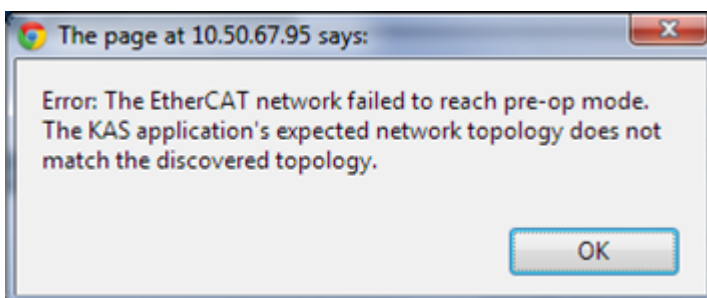 The page at 10.50.67.95 says:
Error: The EtherCAT network failed to reach pre-op mode.
The KAS application's expected network topology does not
match the discovered topology.
OK